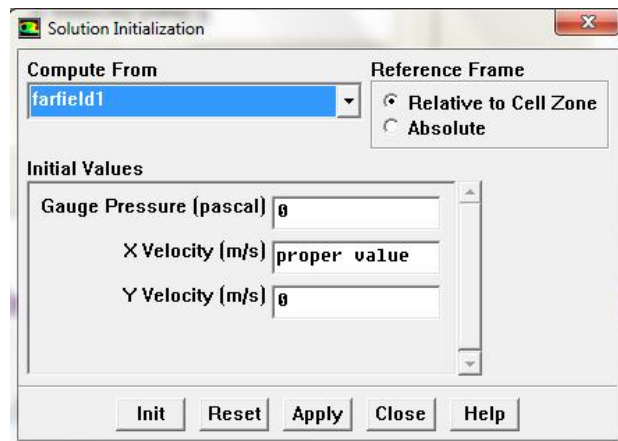 Solution Initialization
Compute From
Reference Frame
farfield1
Relative to Cell Zone
Absolute
Initial Values
Gauge Pressure (pascal) 0
X Velocity (m/s) proper value
Y Velocity (m/s) 0
Init Reset Apply Close Help